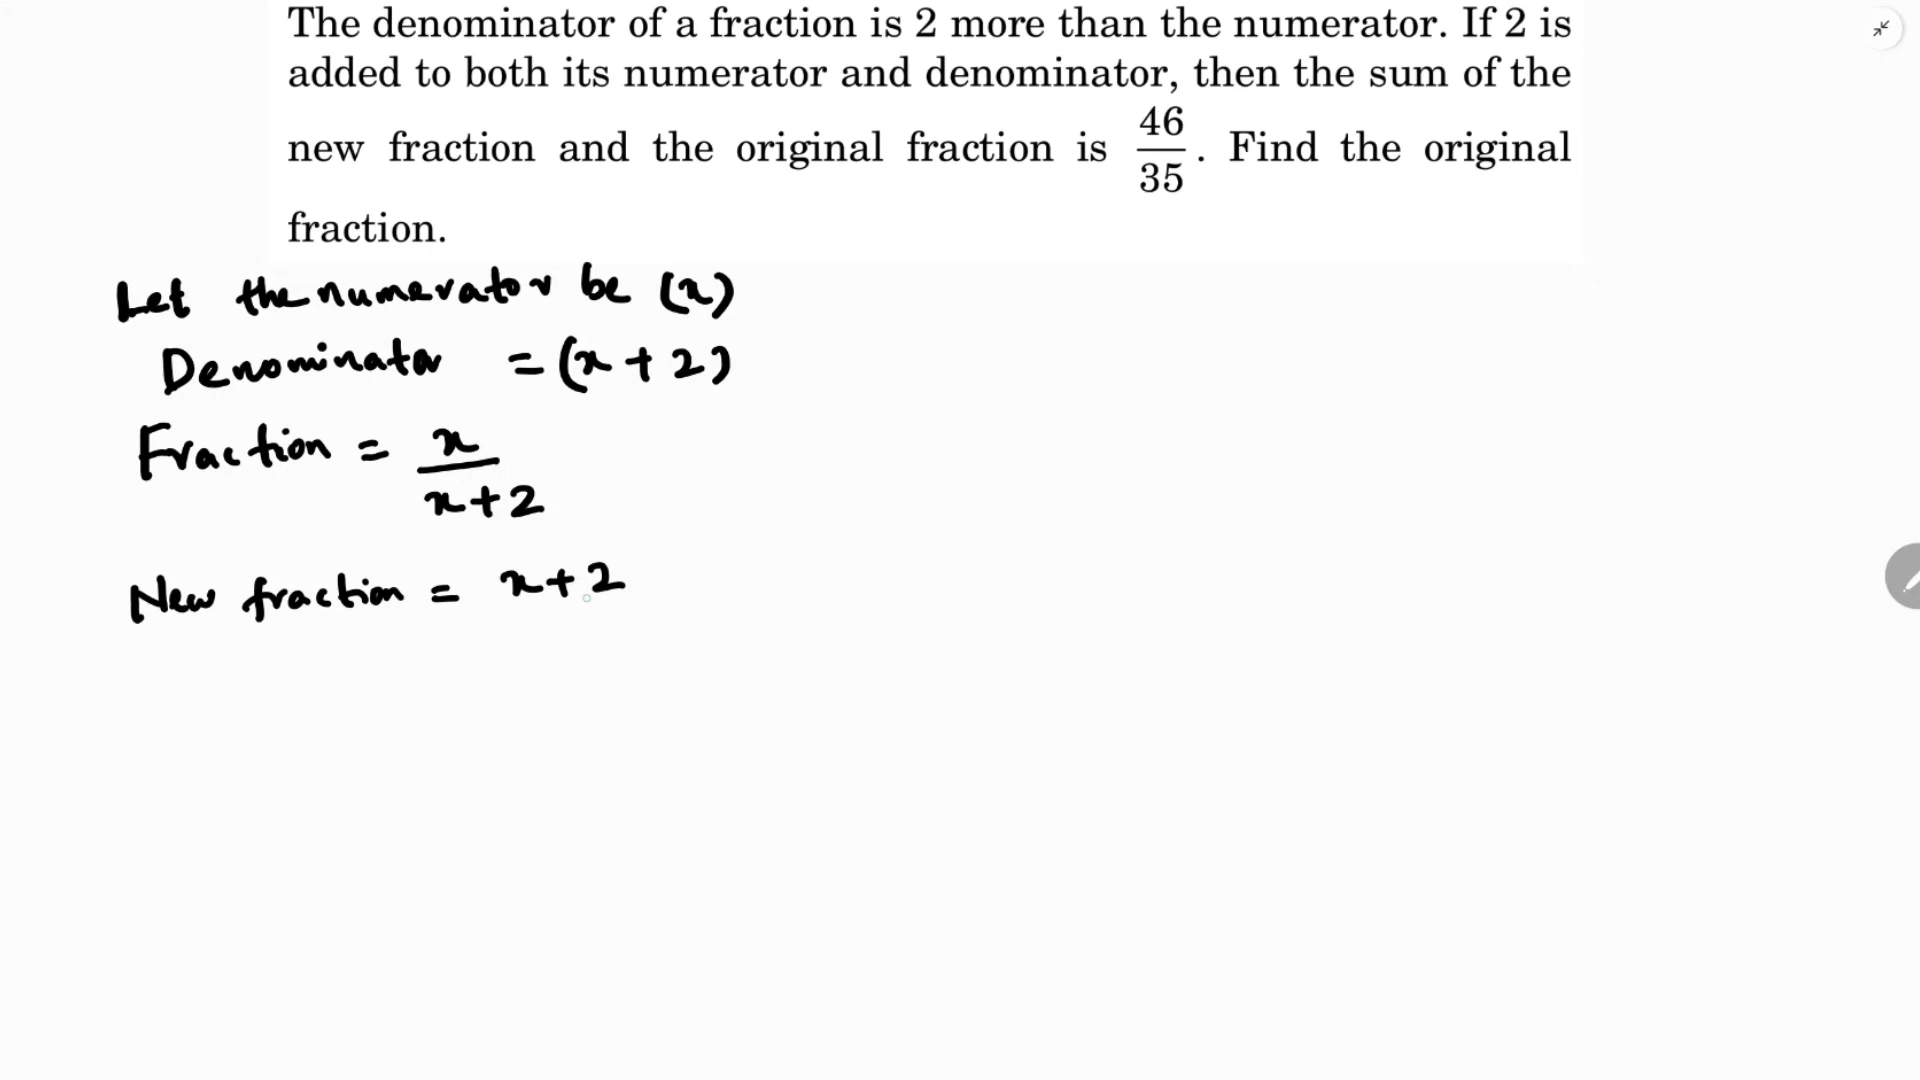 The denominator of a fraction is 2 more than the numerator. If 2 is
added to both its numerator and denominator, then the sum of the
new fraction and the original fraction is 46/35. Find the original
fraction.
Let the numerator be (x)
Denominator = (x + 2)
Fraction = x/x+2
New fraction = x+2